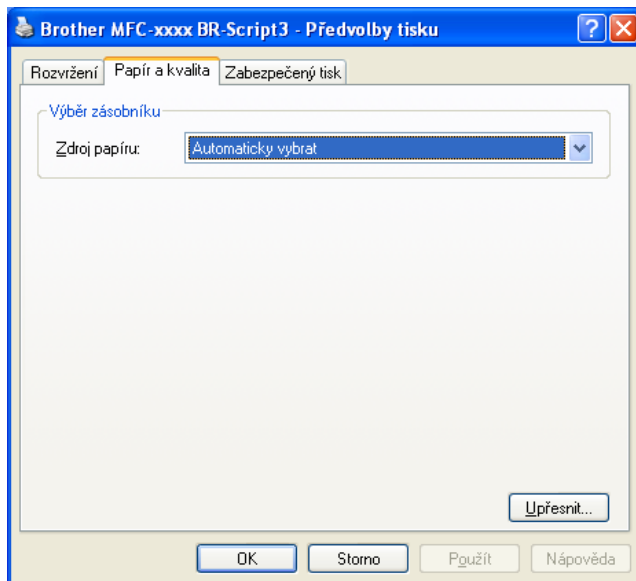 Brother MFC-xxxx BR-Script3 - Předvolby tisku
Rozvržení Papír a kvalita Zabezpečený tisk
Výběr zásobníku
Zdroj papíru: Automaticky vybrat
Upřesnit...
OK Storno Použít Nápověda